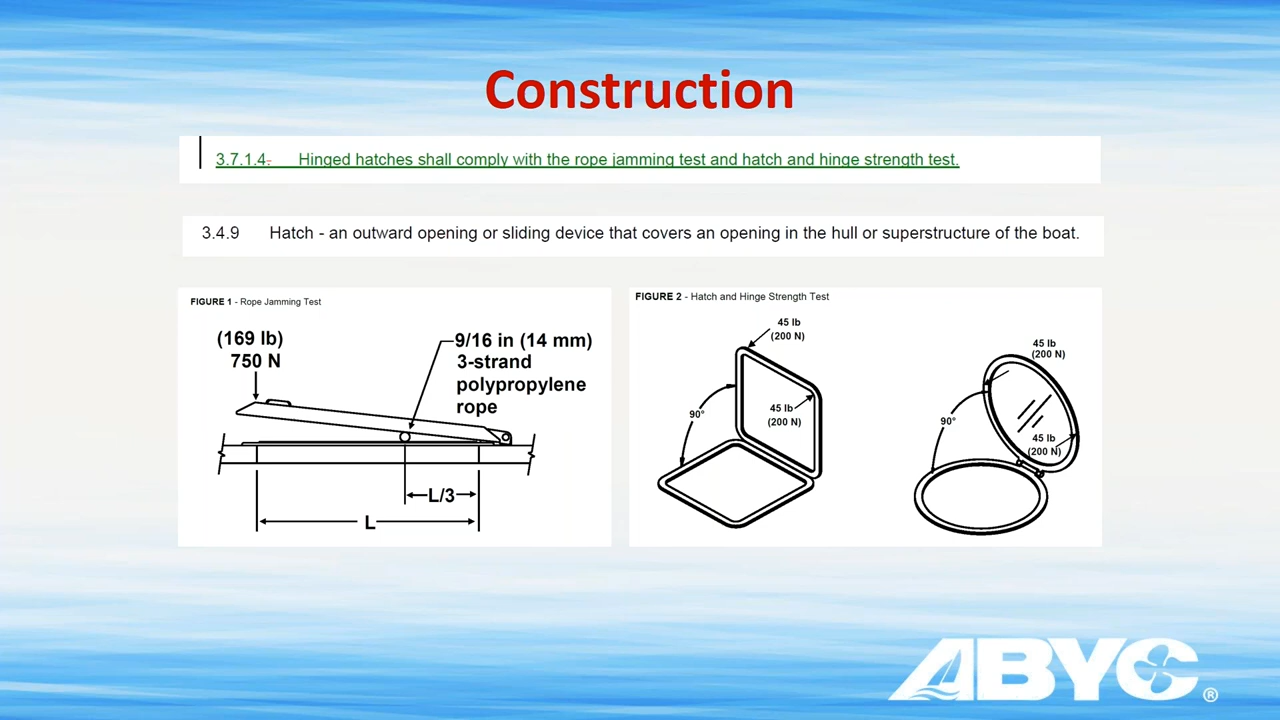 Construction
3.7.1.4. Hinged hatches shall comply with the rope jamming test and hatch and hinge strength test.
3.4.9 Hatch - an outward opening or sliding device that covers an opening in the hull or superstructure of the boat.
FIGURE 1 - Rope Jamming Test
(169 lb)
750 N
9/16 in (14 mm)
3-strand
polypropylene
rope
L/3
L
FIGURE 2 - Hatch and Hinge Strength Test
45 lb
(200 N)
45 lb
(200 N)
90°
45 lb
(200 N)
90°
45 lb
(200 N)
ABYC®